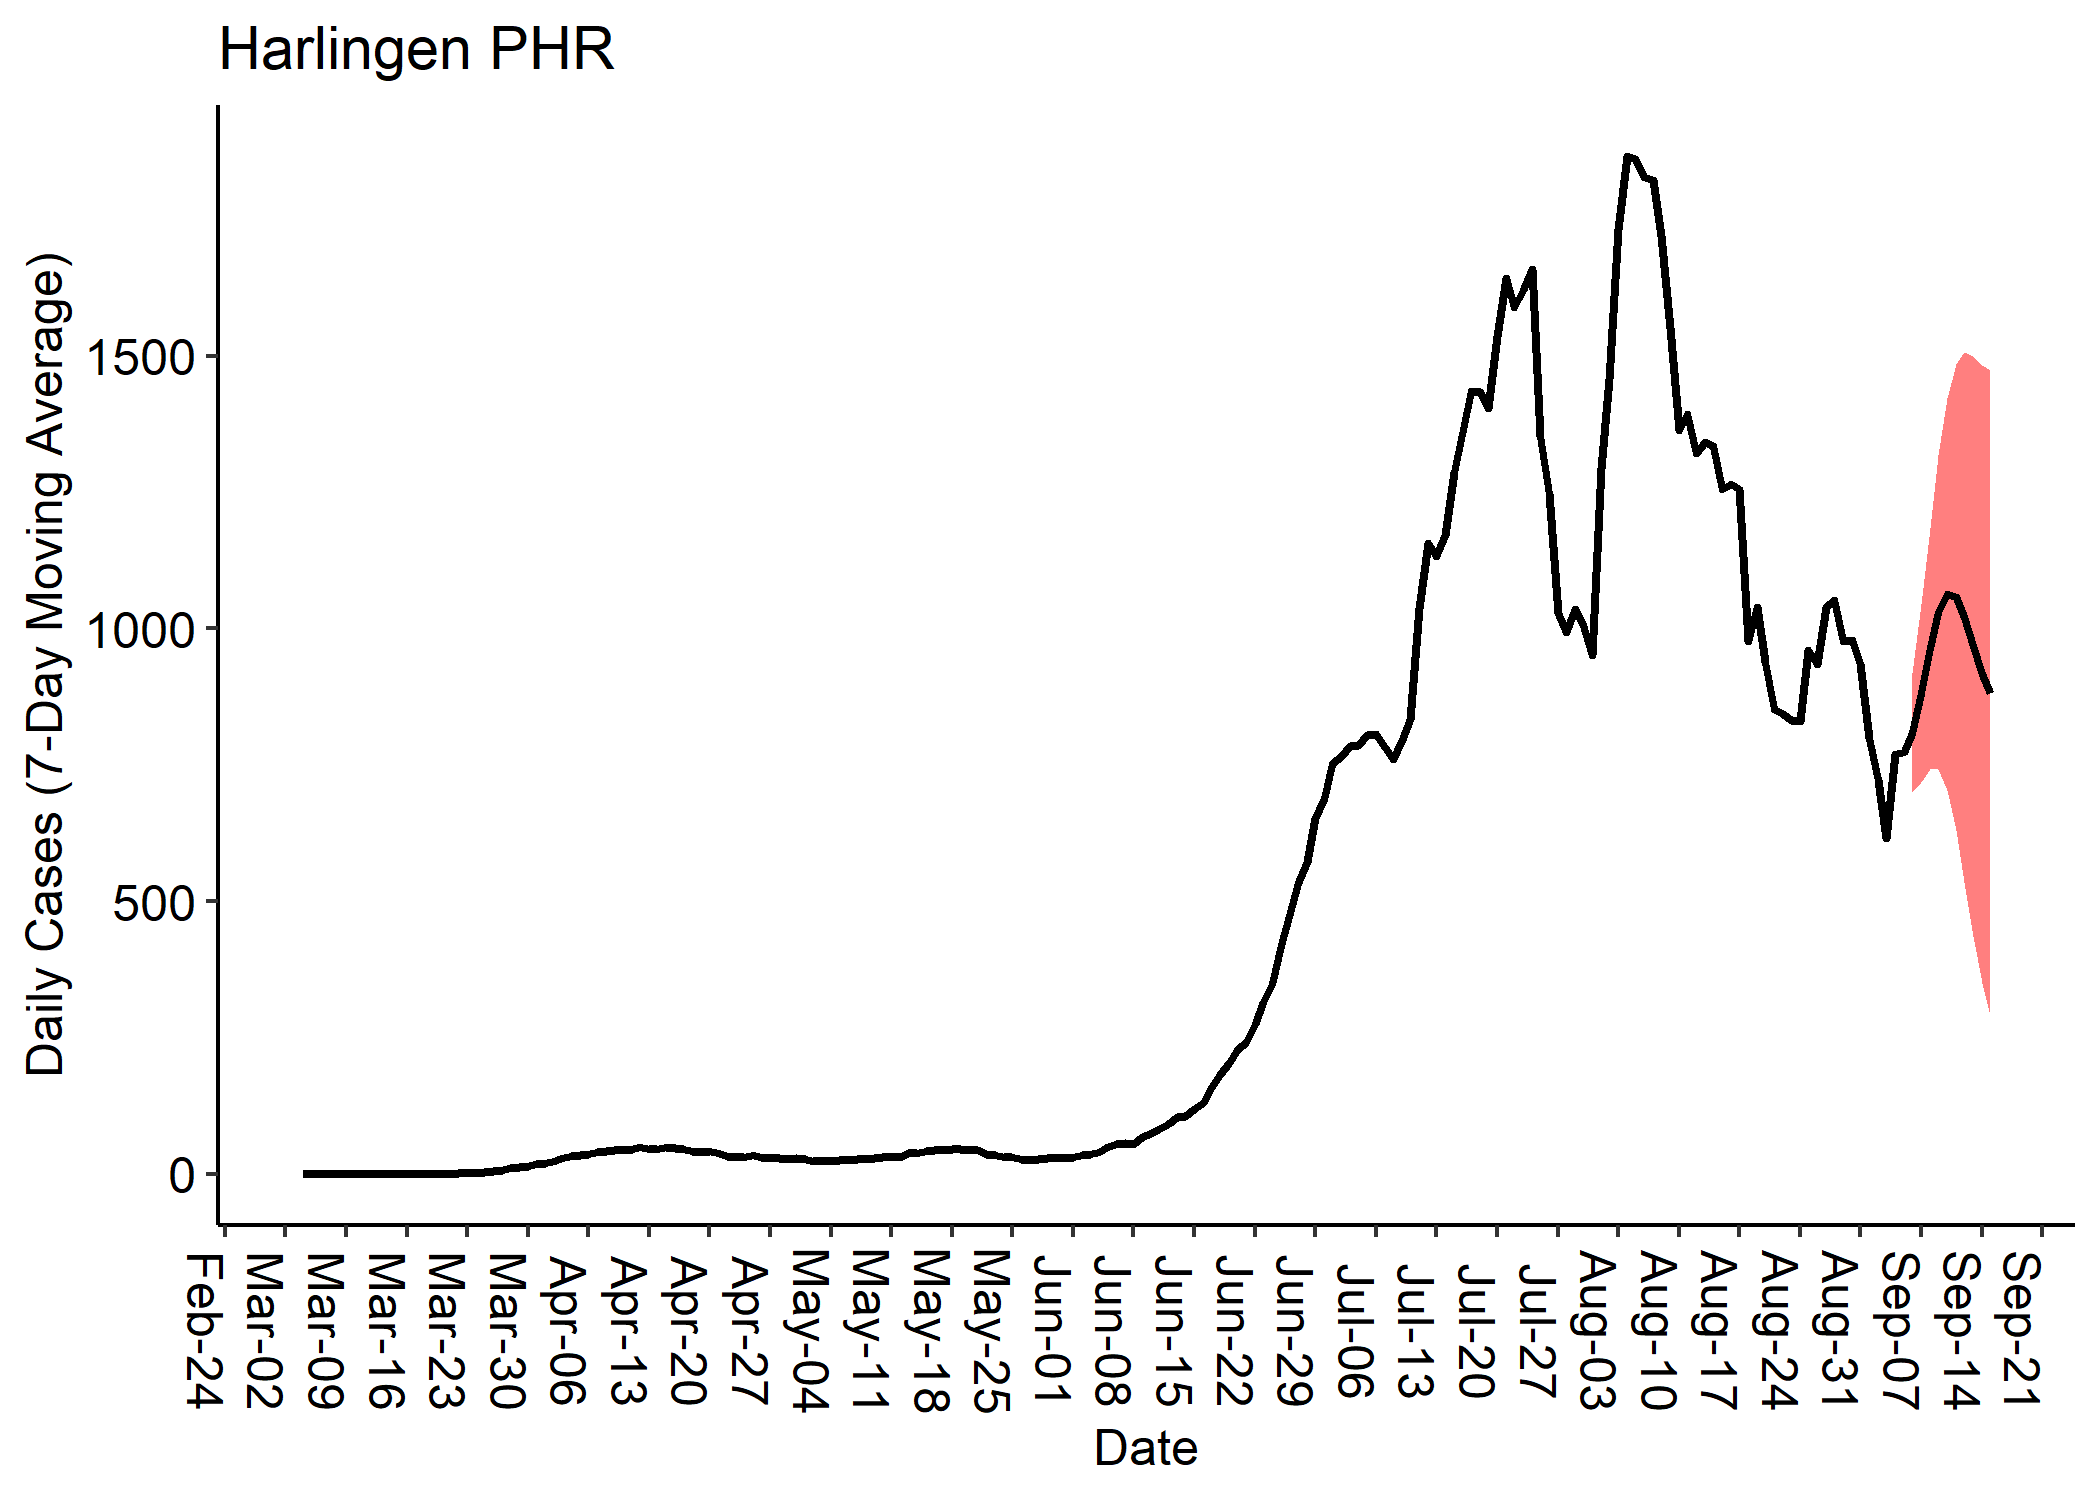 Harlingen PHR
Daily Cases (7-Day Moving Average)
1500
1000
500
0
Feb-24
Mar-02
Mar-09
Mar-16
Mar-23
Mar-30
Apr-06
Apr-13
Apr-20
Apr-27
May-04
May-11
May-18
May-25
Jun-01
Jun-08
Jun-15
Jun-22
Jun-29
Jul-06
Jul-13
Jul-20
Jul-27
Aug-03
Aug-10
Aug-17
Aug-24
Aug-31
Sep-07
Sep-14
Sep-21
Date